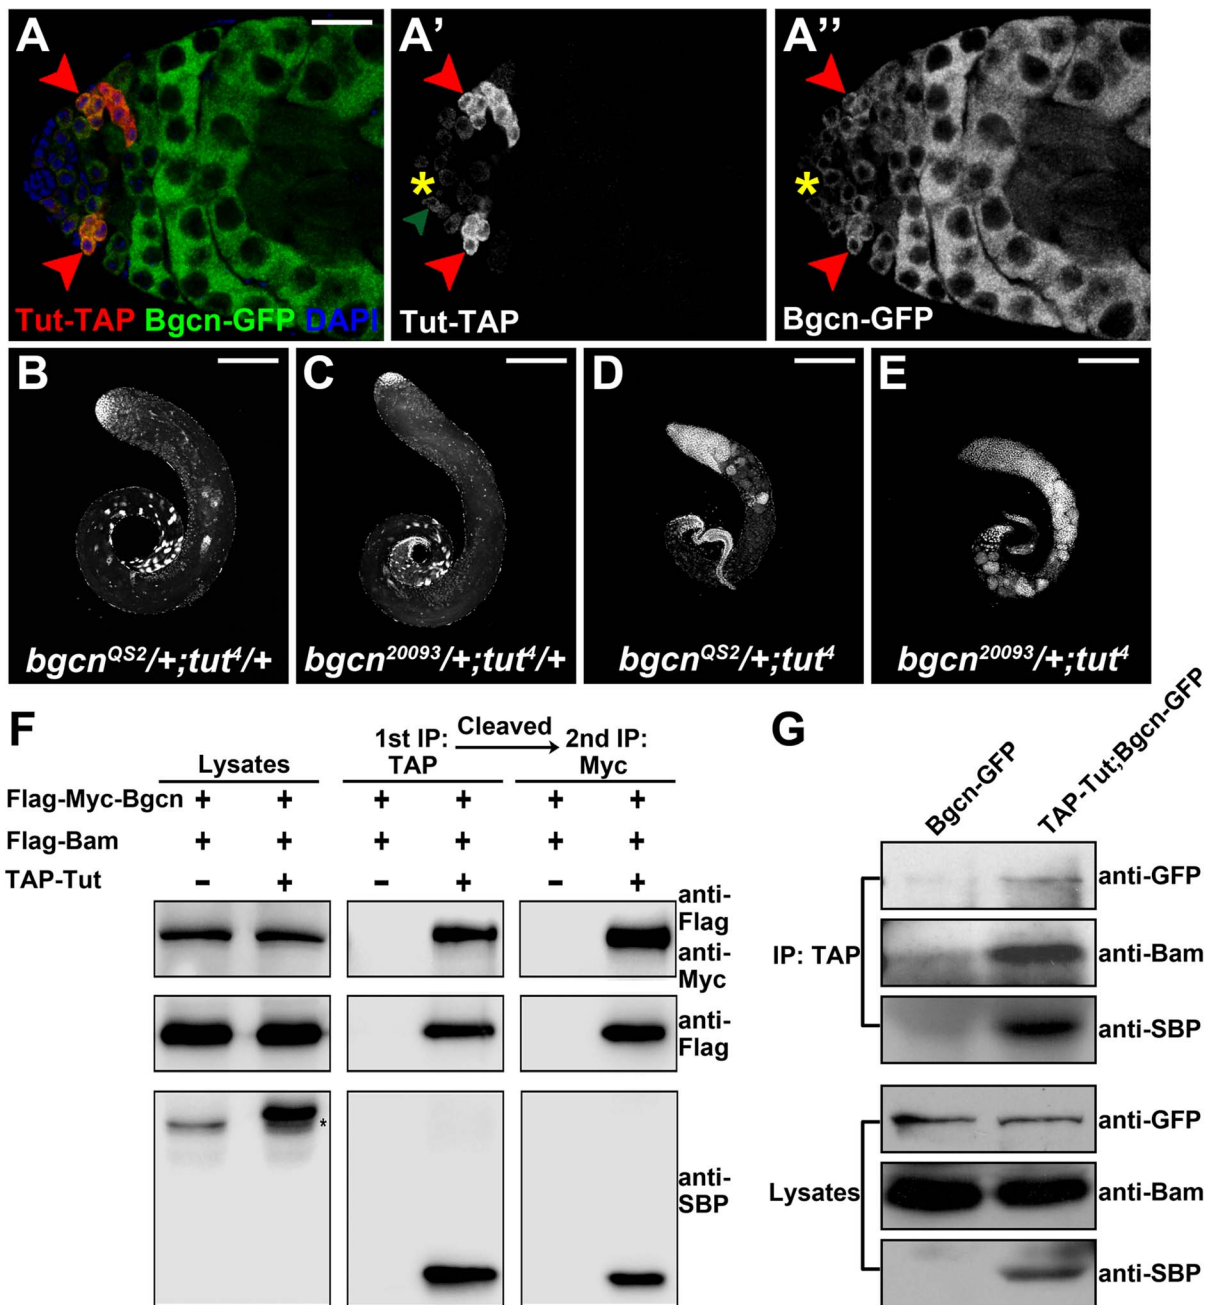 A
Tut-TAP Bgcn-GFP DAPI
A’
*
Tut-TAP
A’’
*
Bgcn-GFP
B
bgcn^QS2/+;tut^4/+
C
bgcn^20093/+;tut^4/+
D
bgcn^QS2/+;tut^4
E
bgcn^20093/+;tut^4
F
Cleaved
1st IP: 2nd IP:
Lysates TAP Myc
Flag-Myc-Bgcn + + + + + +
Flag-Bam + + + + + +
TAP-Tut – + – + – +
anti-
Flag
anti-
Myc
anti-
Flag
*
anti-
SBP
G
Bgcn-GFP
TAP-Tut;Bgcn-GFP
IP: TAP
anti-GFP
anti-Bam
anti-SBP
Lysates
anti-GFP
anti-Bam
anti-SBP